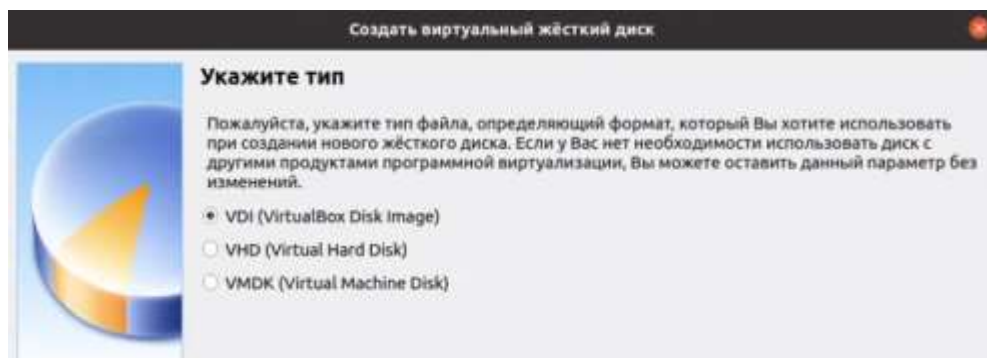 Создать виртуальный жёсткий диск
Укажите тип
Пожалуйста, укажите тип файла, определяющий формат, который Вы хотите использовать
при создании нового жёсткого диска. Если у Вас нет необходимости использовать диск с
другими продуктами программной виртуализации, Вы можете оставить данный параметр без
изменений.
VDI (VirtualBox Disk Image)
VHD (Virtual Hard Disk)
VMDK (Virtual Machine Disk)